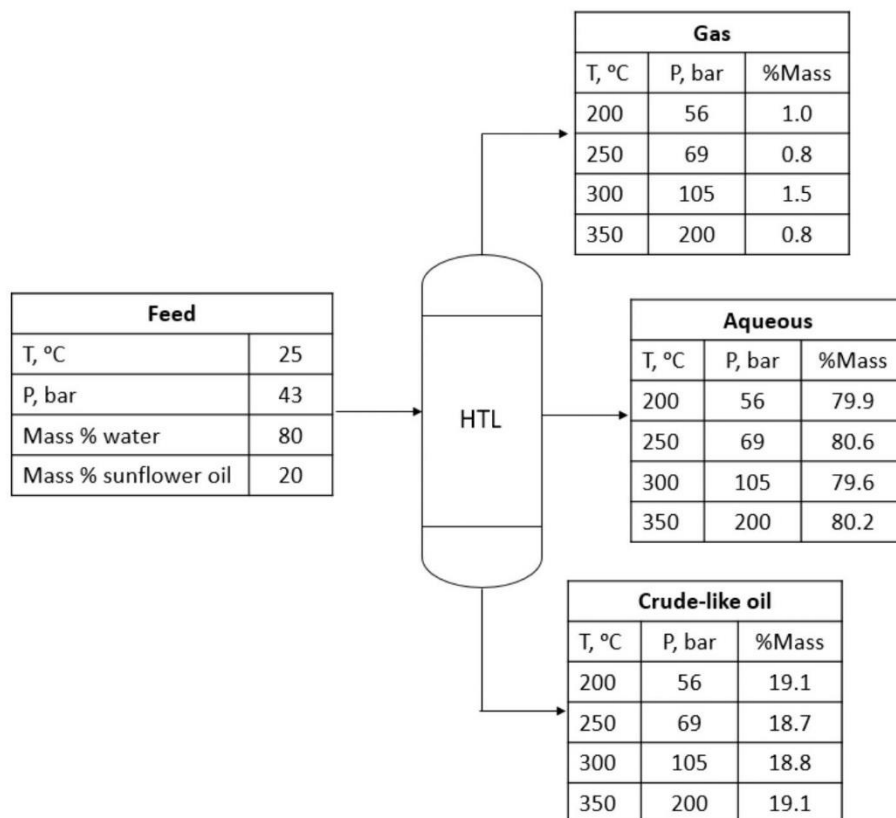 Gas
T, ºC P, bar %Mass
200 56 1.0
250 69 0.8
300 105 1.5
350 200 0.8
Feed
T, ºC 25
P, bar 43
Mass % water 80
Mass % sunflower oil 20
HTL
Aqueous
T, ºC P, bar %Mass
200 56 79.9
250 69 80.6
300 105 79.6
350 200 80.2
Crude-like oil
T, ºC P, bar %Mass
200 56 19.1
250 69 18.7
300 105 18.8
350 200 19.1